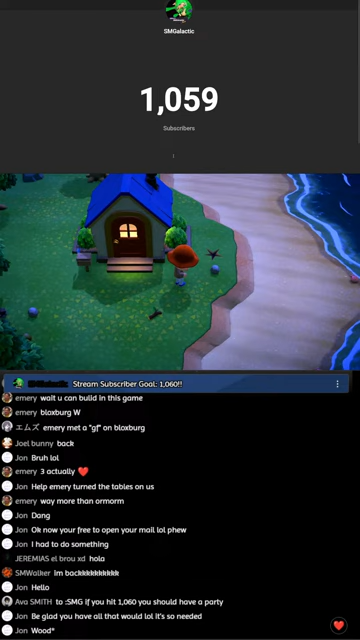 SMGalactic
1,059
Subscribers
SMGalactic Stream Subscriber Goal: 1,060!!
emery wait u can build in this game
emery bloxburg W
エムズ emery met a "gf" on bloxburg
Joel bunny back
Jon Bruh lol
emery 3 actually ❤️
Jon Help emery turned the tables on us
emery way more than ormorm
Jon Dang
Jon Ok now your free to open your mail lol phew
Jon I had to do something
JEREMIAS el brou xd hola
SMWalker Im backkkkkkkkkk
Jon Hello
Ava SMITH to :SMG if you hit 1,060 you should have a party
Jon Be glad you have all that would lol it's so needed
Jon Wood*